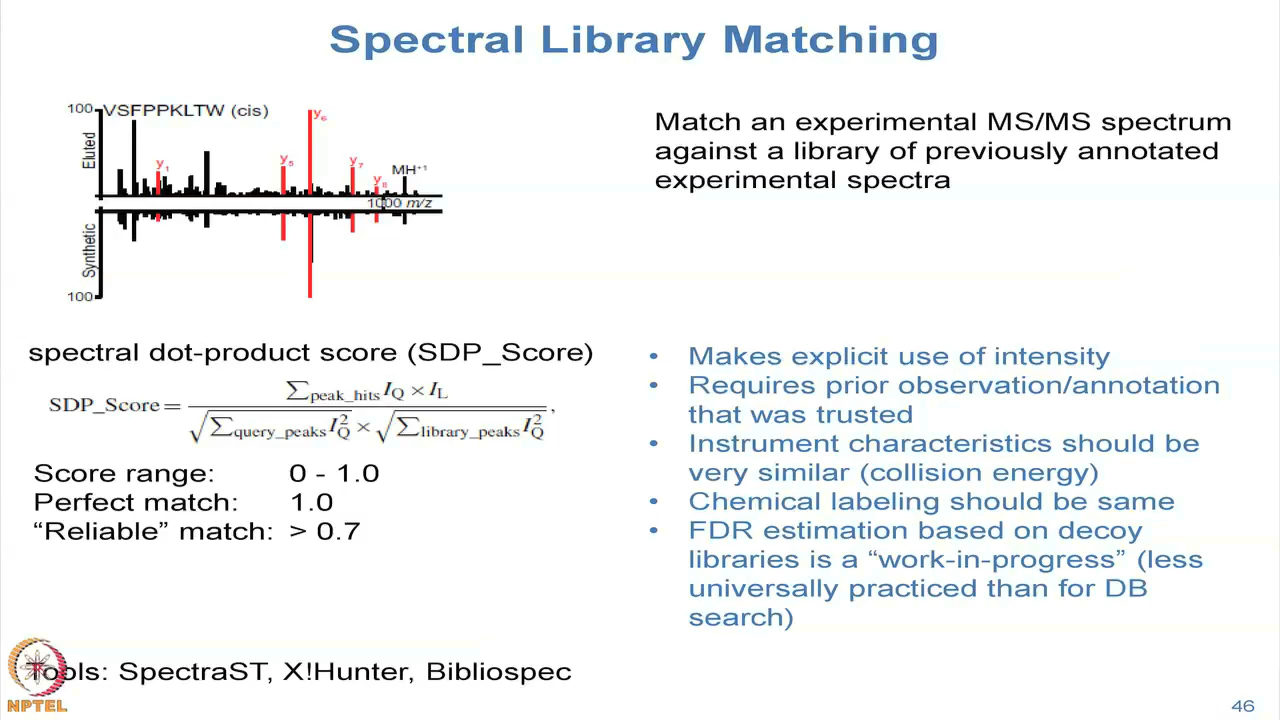 Spectral Library Matching
100
VSFPPKLTW (cis)
y6
Eluted
y1
y5
y7
y8
MH+1
1000 m/z
Synthetic
100
Match an experimental MS/MS spectrum
against a library of previously annotated
experimental spectra
spectral dot-product score (SDP_Score)
SDP_Score = ∑peak_hits IQ × IL / √∑query_peaks I²Q × √∑library_peaks I²Q ,
Score range: 0 - 1.0
Perfect match: 1.0
“Reliable” match: > 0.7
• Makes explicit use of intensity
• Requires prior observation/annotation
that was trusted
• Instrument characteristics should be
very similar (collision energy)
• Chemical labeling should be same
• FDR estimation based on decoy
libraries is a “work-in-progress” (less
universally practiced than for DB
search)
Tools: SpectraST, X!Hunter, Bibliospec
NPTEL
46